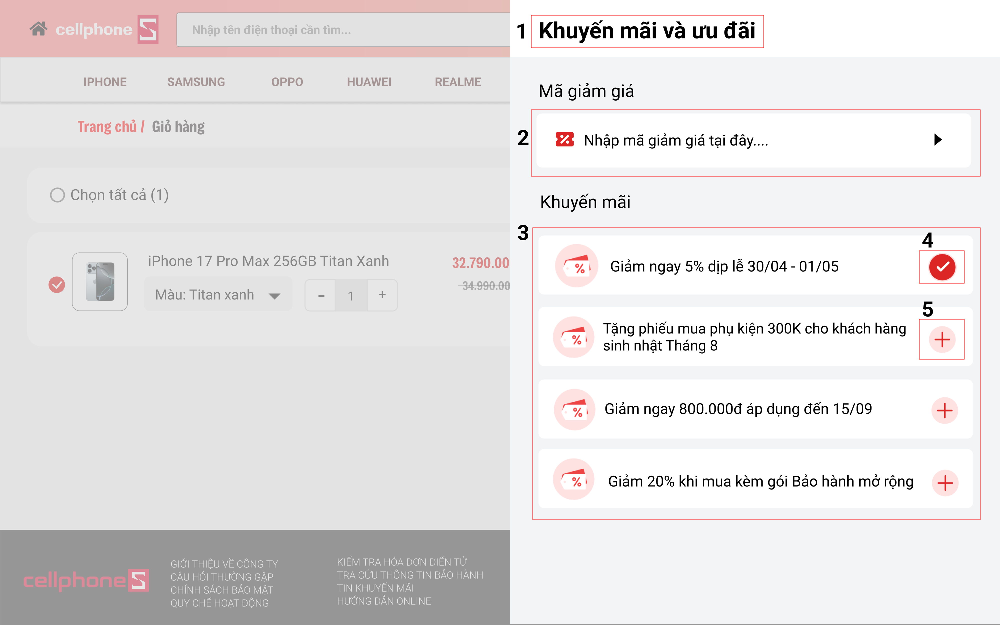 cellphoneS
Nhập tên điện thoại cần tìm...
IPHONE SAMSUNG OPPO HUAWEI REALME
Trang chủ / Giỏ hàng
Chọn tất cả (1)
iPhone 17 Pro Max 256GB Titan Xanh
32.790.00
Màu: Titan xanh
- 1 +
34.990.00
1
Khuyến mãi và ưu đãi
Mã giảm giá
2
Nhập mã giảm giá tại đây....
Khuyến mãi
3
4
Giảm ngay 5% dịp lễ 30/04 - 01/05
5
Tặng phiếu mua phụ kiện 300K cho khách hàng
sinh nhật Tháng 8
Giảm ngay 800.000đ áp dụng đến 15/09
Giảm 20% khi mua kèm gói Bảo hành mở rộng
cellphoneS
GIỚI THIỆU VỀ CÔNG TY
CÂU HỎI THƯỜNG GẶP
CHÍNH SÁCH BẢO MẬT
QUY CHẾ HOẠT ĐỘNG
KIỂM TRA HÓA ĐƠN ĐIỂN TỬ
TRA CỨU THÔNG TIN BẢO HÀNH
TIN KHUYẾN MÃI
HƯỚNG DẪN ONLINE